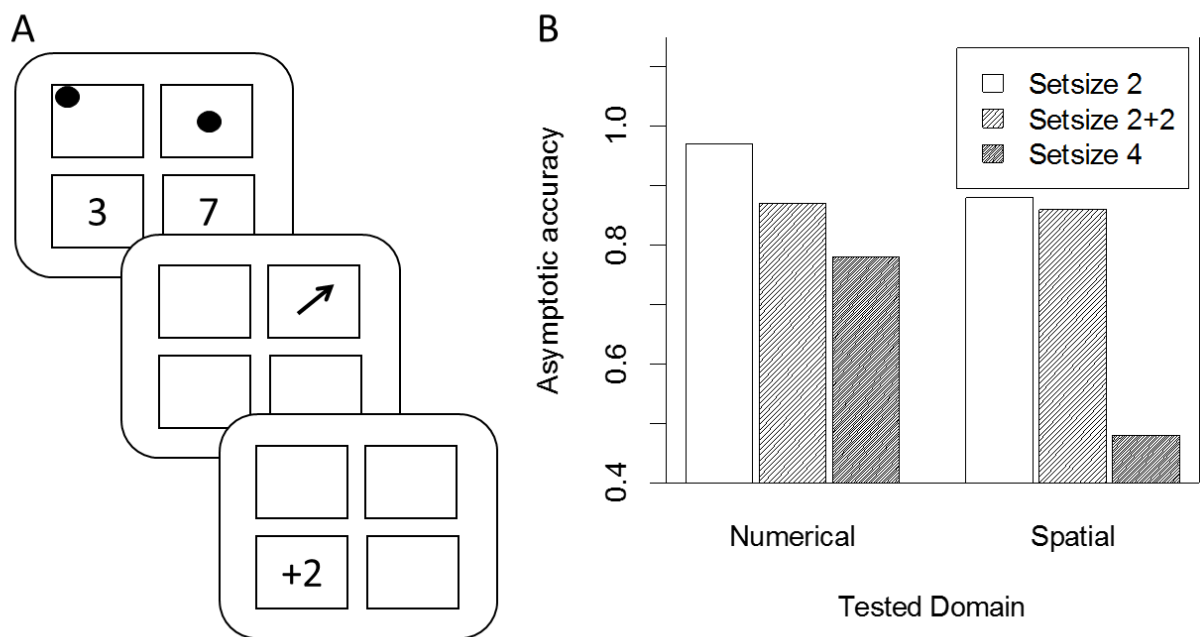 A
3 7
+2
B
Asymptotic accuracy
1.0
0.8
0.6
0.4
Setsize 2
Setsize 2+2
Setsize 4
Numerical Spatial
Tested Domain